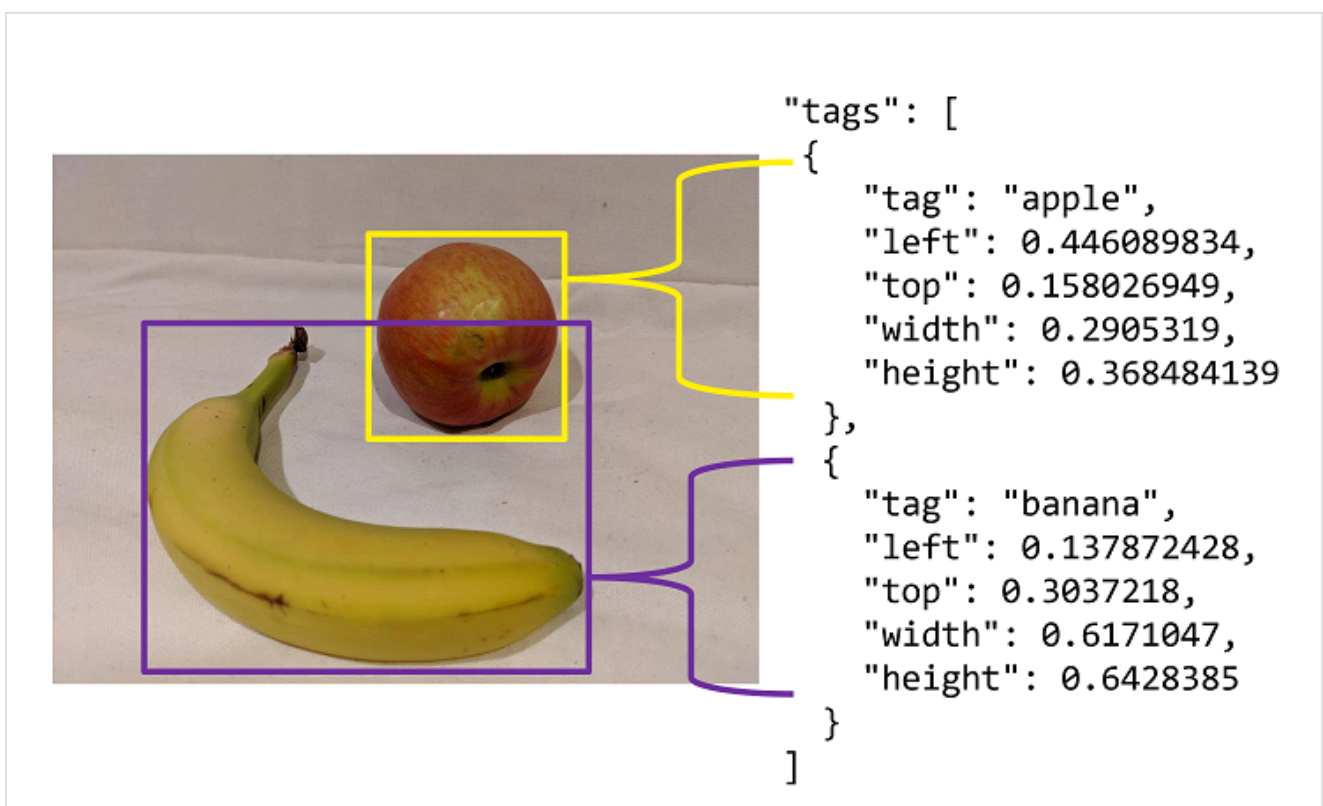 "tags": [
{
"tag": "apple",
"left": 0.446089834,
"top": 0.158026949,
"width": 0.2905319,
"height": 0.368484139
},
{
"tag": "banana",
"left": 0.137872428,
"top": 0.3037218,
"width": 0.6171047,
"height": 0.6428385
}
]